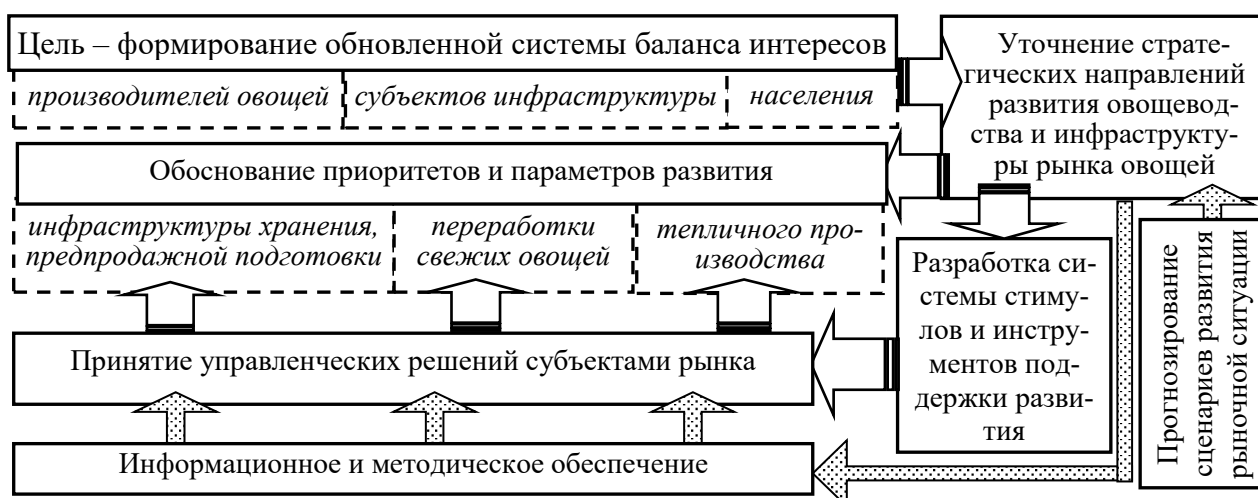 Цель – формирование обновленной системы баланса интересов
производителей овощей
субъектов инфраструктуры
населения
Уточнение страте-
гических направлений
развития овощевод-
ства и инфраструкту-
ры рынка овощей
Обоснование приоритетов и параметров развития
инфраструктуры хранения,
предпродажной подготовки
переработки
свежих овощей
тепличного про-
изводства
Разработка си-
стемы стиму-
лов и инстру-
ментов под-
держки разви-
тия
Прогнозирование
сценариев развития
рыночной ситуации
Принятие управленческих решений субъектами рынка
Информационное и методическое обеспечение